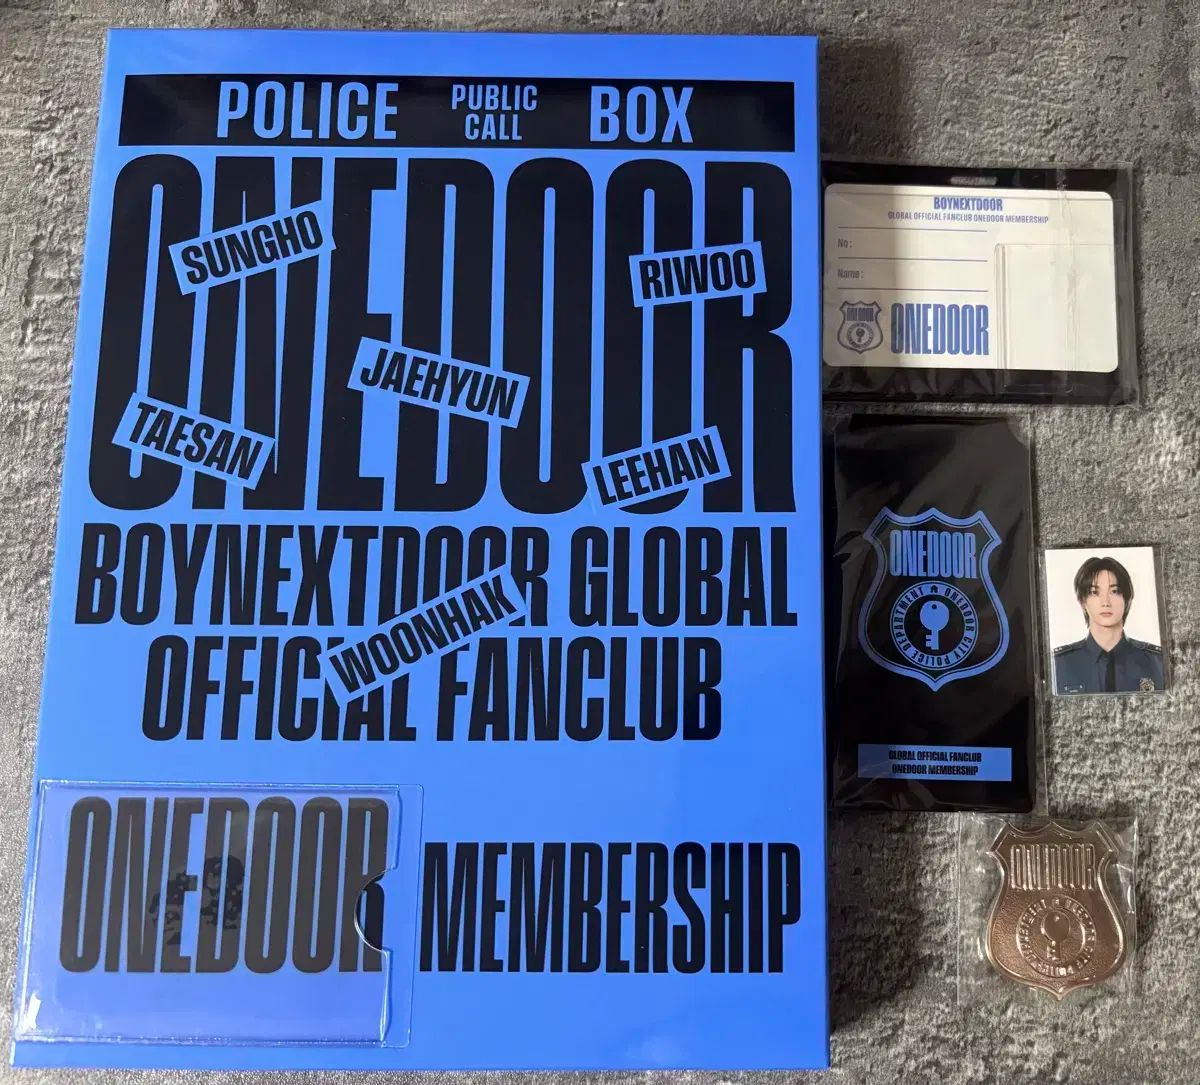 POLICE PUBLIC CALL BOX
ONEDOOR
SUNGHO
RIWOO
JAEHYUN
TAESAN
LEEHAN
BOYNEXTDOOR GLOBAL
WOONHAK
OFFICIAL FANCLUB
ONEDOOR MEMBERSHIP
BOYNEXTDOOR
GLOBAL OFFICIAL FANCLUB ONEDOOR MEMBERSHIP
No :
Name :
ONEDOOR
ONEDOOR
ONEDOOR
ONEDOOR CITY POLICE DEPARTMENT
GLOBAL OFFICIAL FANCLUB
ONEDOOR MEMBERSHIP
ONEDOOR